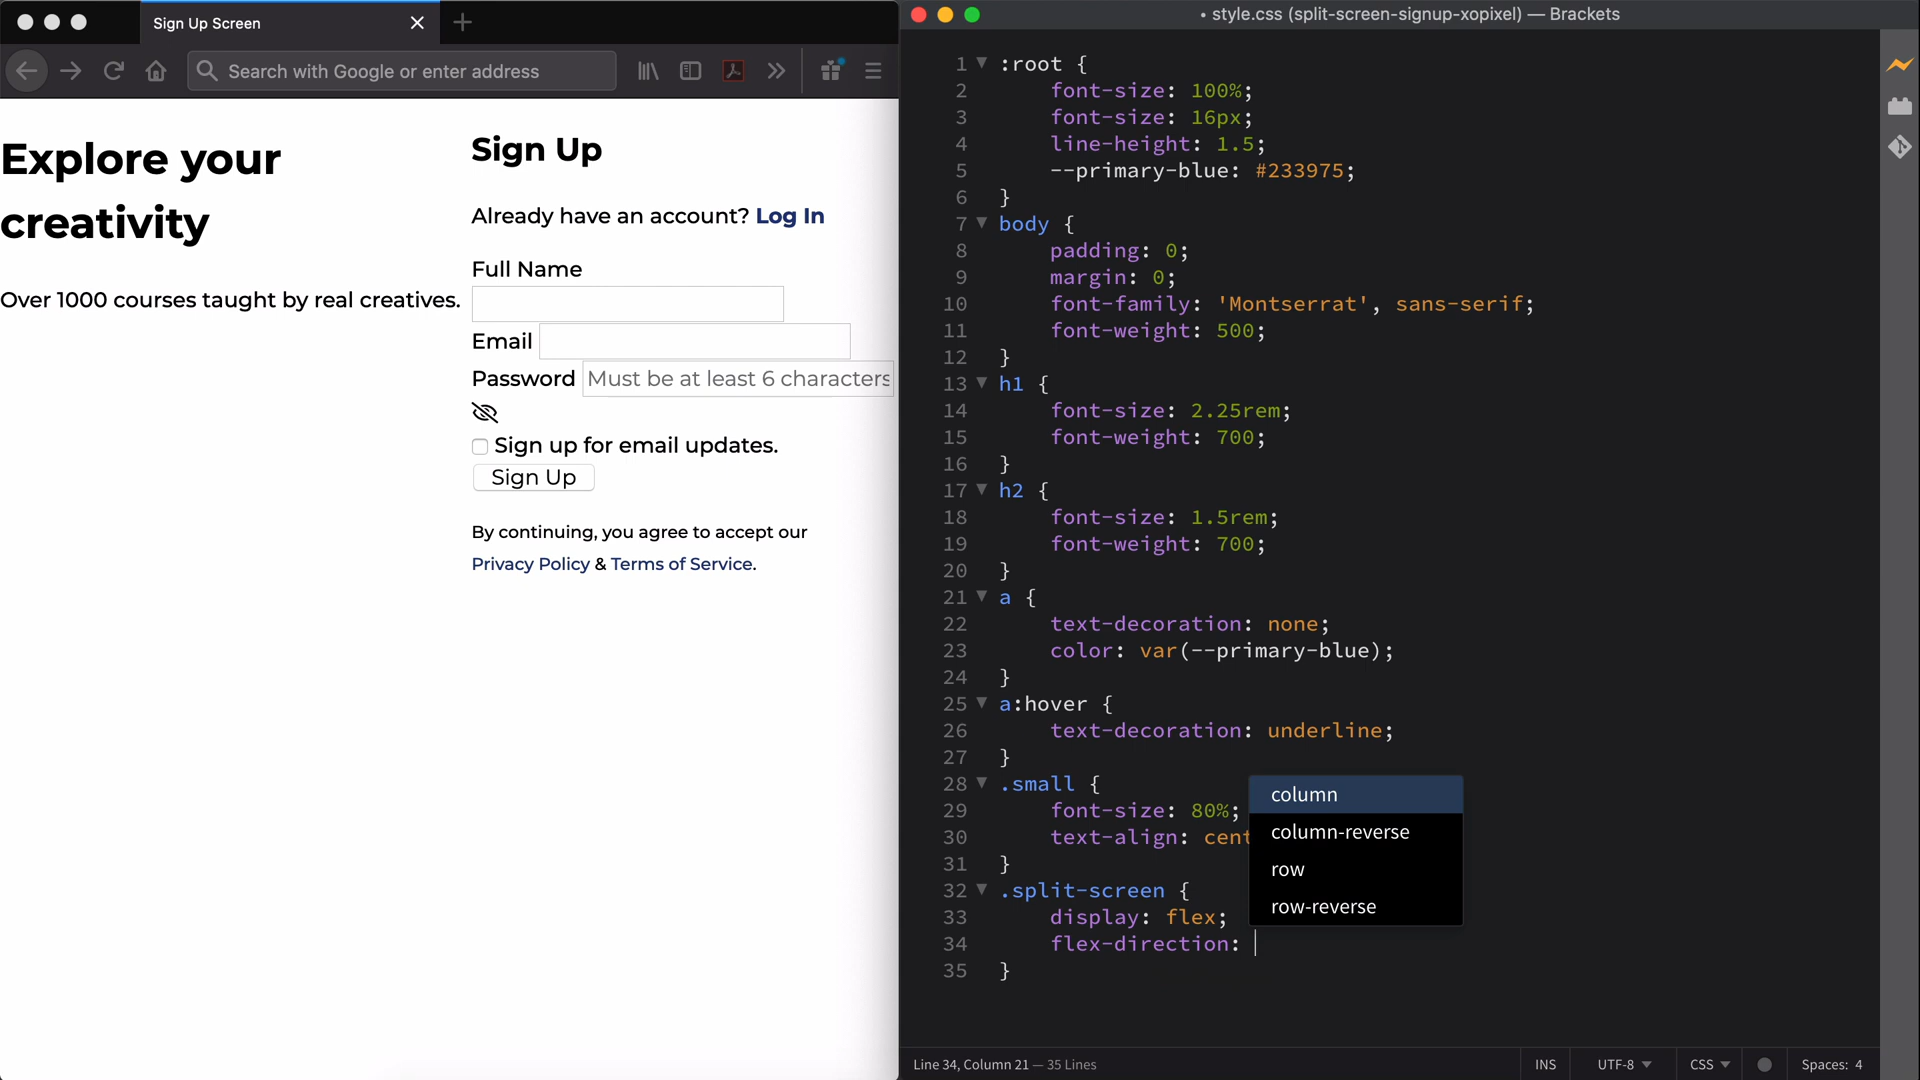 Sign Up Screen
Search with Google or enter address
Explore your
creativity
Over 1000 courses taught by real creatives.
Sign Up
Already have an account? Log In
Full Name
Email
Password Must be at least 6 characters
Sign up for email updates.
Sign Up
By continuing, you agree to accept our
Privacy Policy & Terms of Service.
• style.css (split-screen-signup-xopixel) — Brackets
1 :root {
2 font-size: 100%;
3 font-size: 16px;
4 line-height: 1.5;
5 --primary-blue: #233975;
6 }
7 body {
8 padding: 0;
9 margin: 0;
10 font-family: 'Montserrat', sans-serif;
11 font-weight: 500;
12 }
13 h1 {
14 font-size: 2.25rem;
15 font-weight: 700;
16 }
17 h2 {
18 font-size: 1.5rem;
19 font-weight: 700;
20 }
21 a {
22 text-decoration: none;
23 color: var(--primary-blue);
24 }
25 a:hover {
26 text-decoration: underline;
27 }
28 .small {
29 font-size: 80%;
30 text-align: cent
31 }
32 .split-screen {
33 display: flex;
34 flex-direction:
35 }
column
column-reverse
row
row-reverse
Line 34, Column 21 — 35 Lines
INS
UTF-8
CSS
Spaces: 4